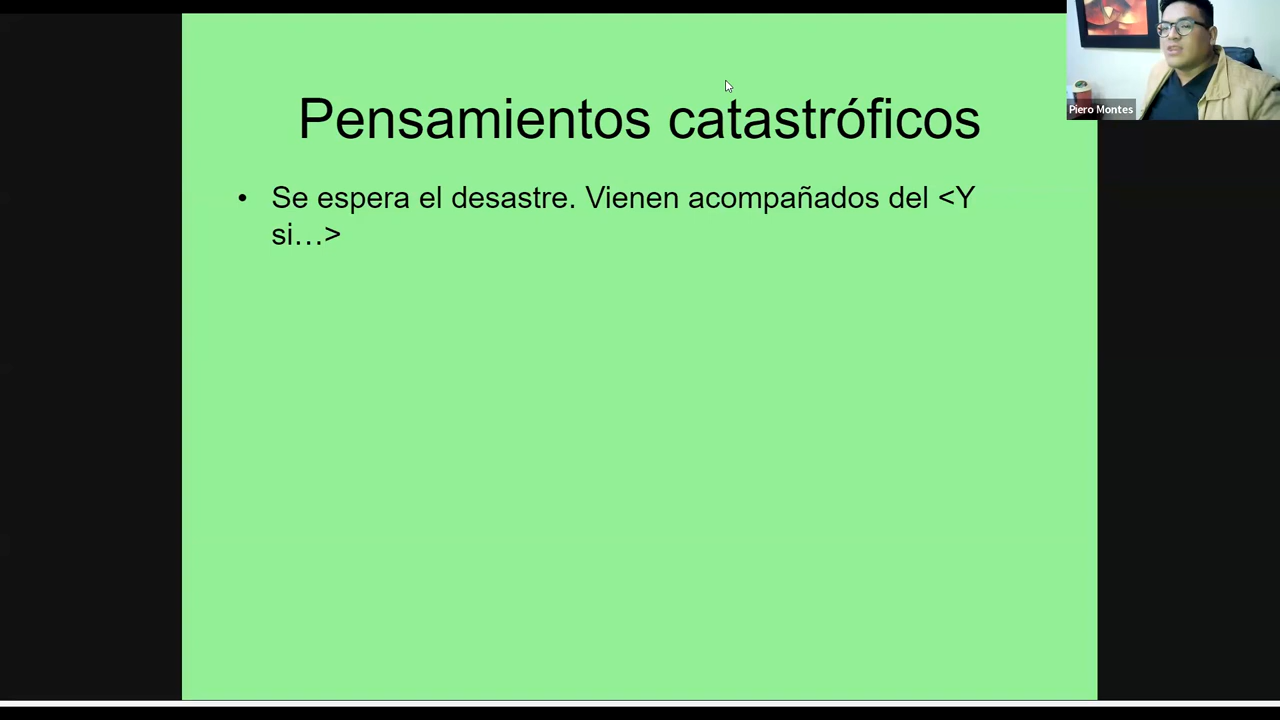 Pensamientos catastróficos
• Se espera el desastre. Vienen acompañados del <Y
si…>
Piero Montes